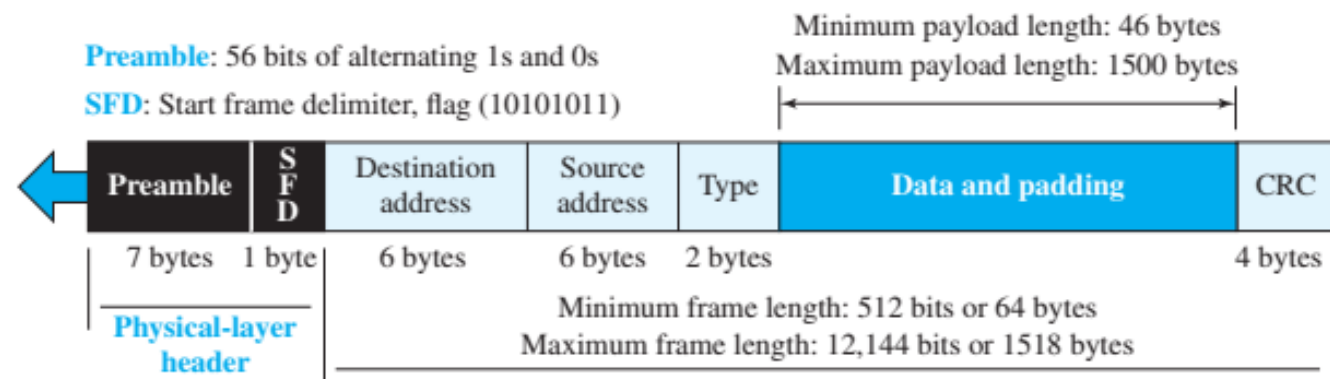 Minimum payload length: 46 bytes
Preamble: 56 bits of alternating 1s and 0s
Maximum payload length: 1500 bytes
SFD: Start frame delimiter, flag (10101011)
Preamble
S
F
D
Destination
address
Source
address
Type
Data and padding
CRC
7 bytes 1 byte 6 bytes 6 bytes 2 bytes 4 bytes
Physical-layer
header
Minimum frame length: 512 bits or 64 bytes
Maximum frame length: 12,144 bits or 1518 bytes